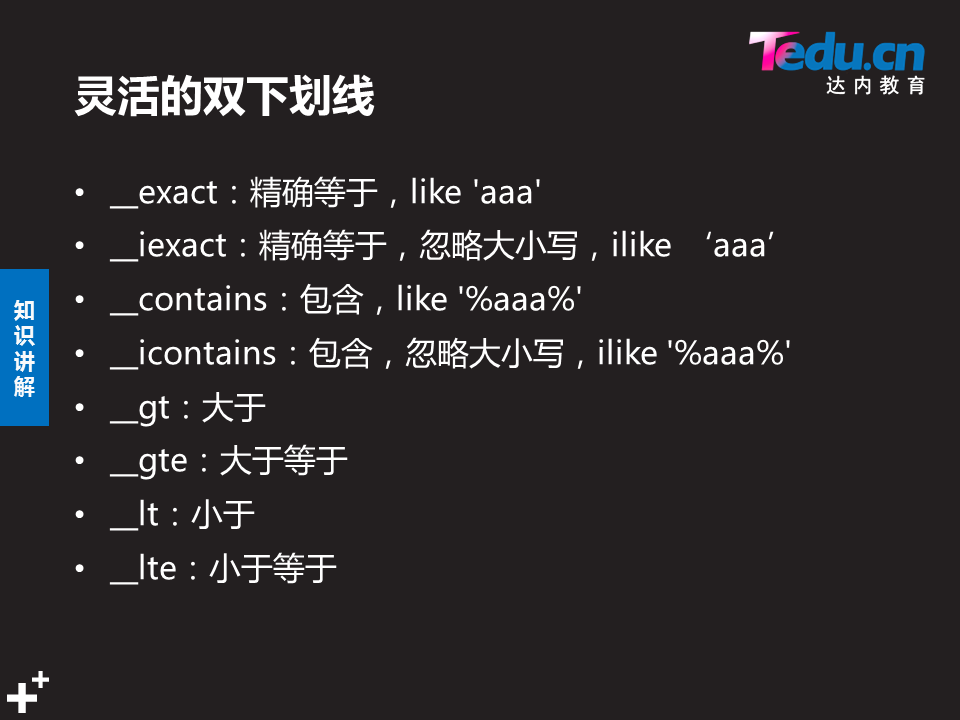 Tedu.cn
达内教育
灵活的双下划线
• __exact：精确等于，like 'aaa'
• __iexact：精确等于，忽略大小写，ilike ‘aaa’
• __contains：包含，like '%aaa%'
• __icontains：包含，忽略大小写，ilike '%aaa%'
• __gt：大于
• __gte：大于等于
• __lt：小于
• __lte：小于等于
知
识
讲
解